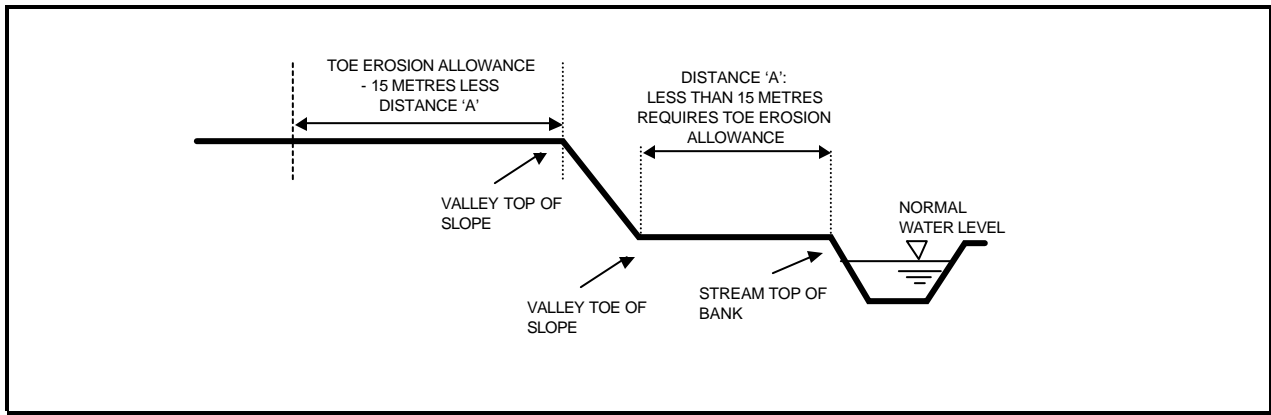 TOE EROSION ALLOWANCE
- 15 METRES LESS
DISTANCE ‘A’
DISTANCE ‘A’:
LESS THAN 15 METRES
REQUIRES TOE EROSION
ALLOWANCE
VALLEY TOP OF
SLOPE
NORMAL
WATER LEVEL
VALLEY TOE OF
SLOPE
STREAM TOP OF
BANK